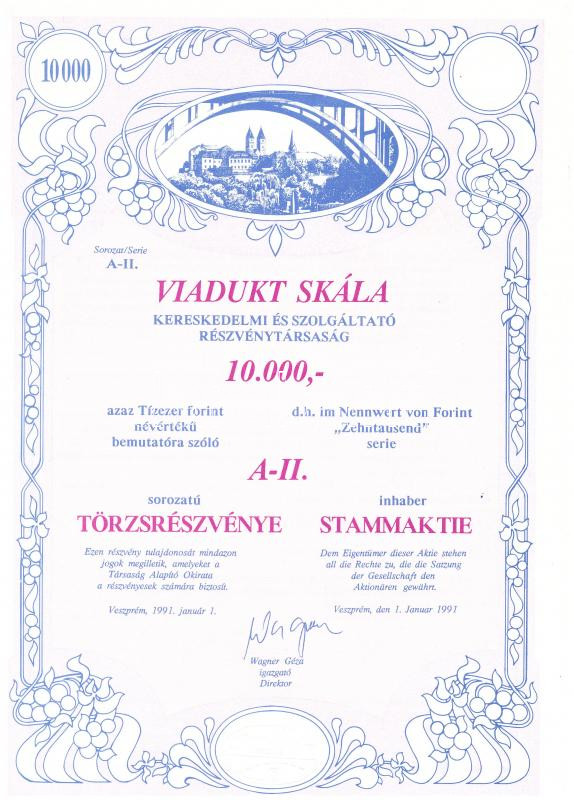 10 000
Sorozat/Serie
A-II.
VIADUKT SKÁLA
KERESKEDELMI ÉS SZOLGÁLTATÓ
RÉSZVÉNYTÁRSASÁG
10.000,-
azaz Tízezer forint
névértékű
bemutatóra szóló
d.h. im Nennwert von Forint
„Zehntausend”
serie
A-II.
sorozatú
TÖRZSRÉSZVÉNYE
inhaber
STAMMAKTIE
Ezen részvény tulajdonosát mindazon
jogok megilletik, amelyeket a
Társaság Alapító Okirata
a részvényesek számára biztosít.
Dem Eigentümer dieser Aktie stehen
all die Rechte zu, die die Satzung
der Gesellschaft den
Aktionären gewährt.
Veszprém, 1991. január 1.
Veszprém, den 1. Januar 1991
Wagner Géza
igazgató
Direktor